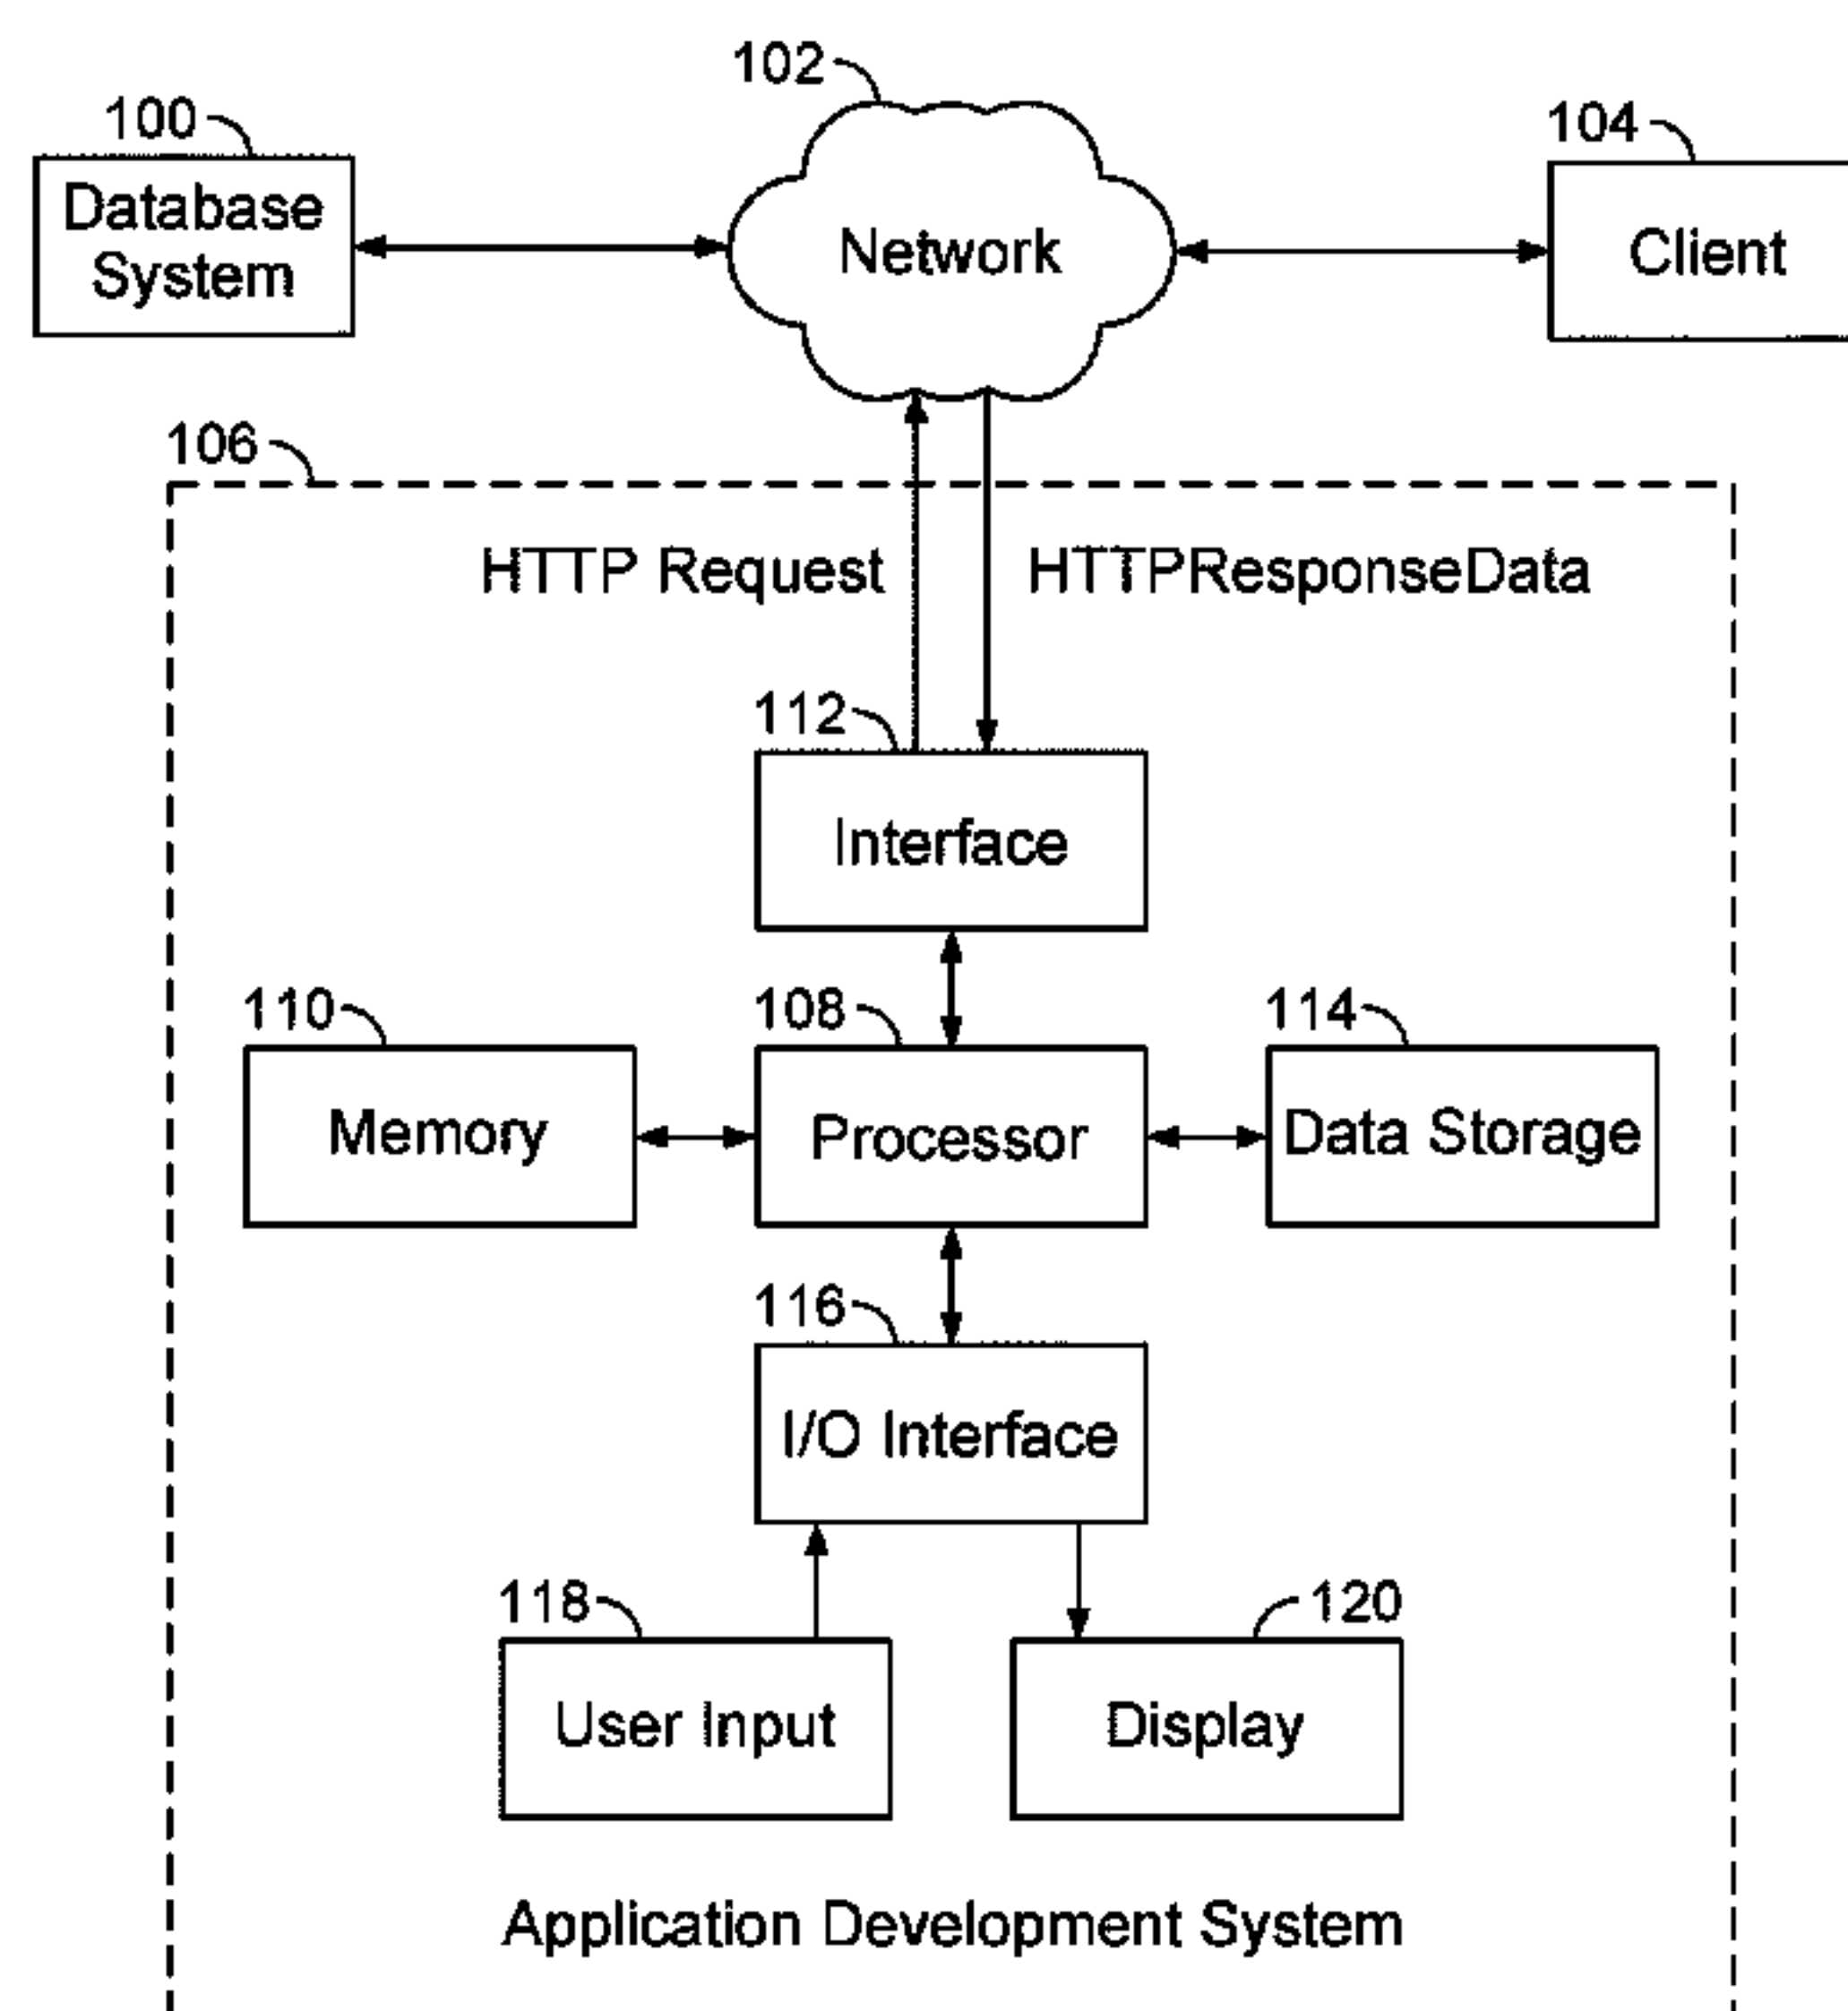 102
100
104
Database
System
Network
Client
106
HTTP Request
HTTPResponseData
112
Interface
110
108
114
Memory
Processor
Data Storage
116
I/O Interface
118
120
User Input
Display
Application Development System